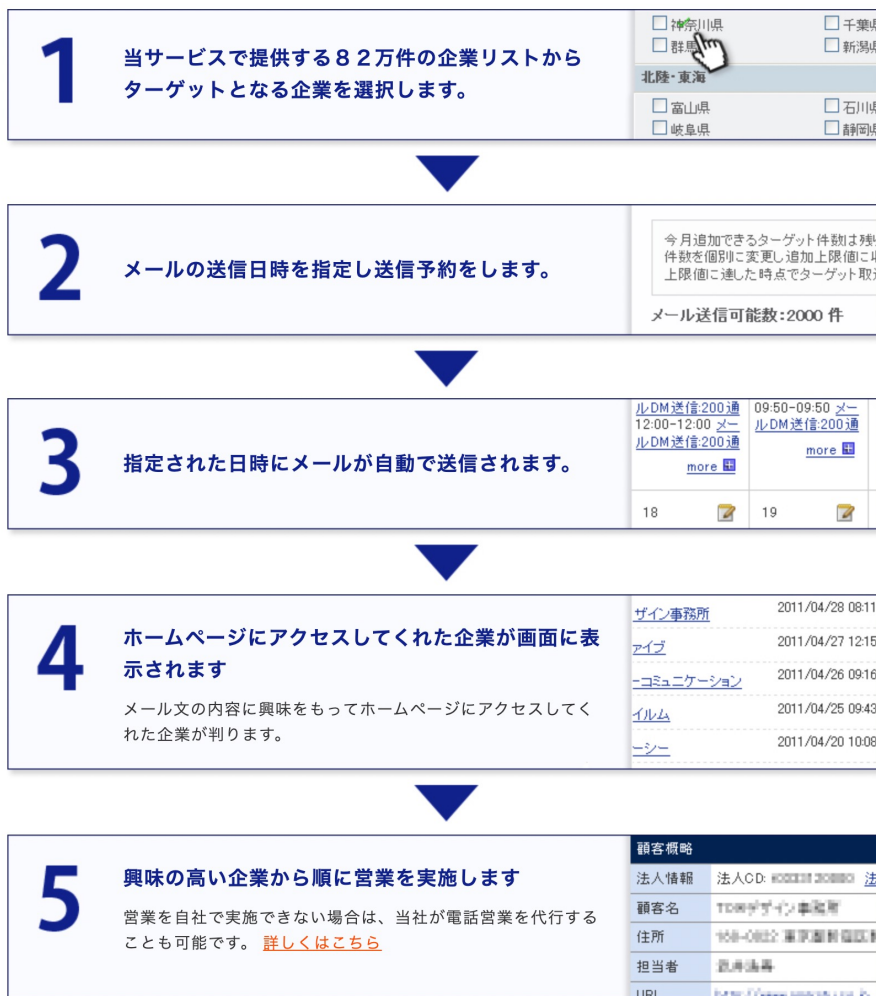 1
当サービスで提供する８２万件の企業リストから
ターゲットとなる企業を選択します。
神奈川県
千葉県
群馬
新潟県
北陸・東海
富山県
石川県
岐阜県
静岡県
2
メールの送信日時を指定し送信予約をします。
今月追加できるターゲット件数は残
件数を個別に変更し追加上限値に
上限値に達した時点でターゲット取
メール送信可能数:2000 件
3
指定された日時にメールが自動で送信されます。
ルDM送信:200通
09:50-09:50 メー
12:00-12:00 メー
ルDM送信:200通
ルDM送信:200通
more
more
18
19
4
ホームページにアクセスしてくれた企業が画面に表
示されます
メール文の内容に興味をもってホームページにアクセスしてく
れた企業が判ります。
ザイン事務所
2011/04/28 08:11
ァイブ
2011/04/27 12:15
ーコミュニケーション
2011/04/26 09:16
イルム
2011/04/25 09:43
ーシー
2011/04/20 10:08
5
興味の高い企業から順に営業を実施します
営業を自社で実施できない場合は、当社が電話営業を代行する
ことも可能です。 詳しくはこちら
顧客概略
法人情報
法人CD:
法
顧客名
住所
担当者
URL